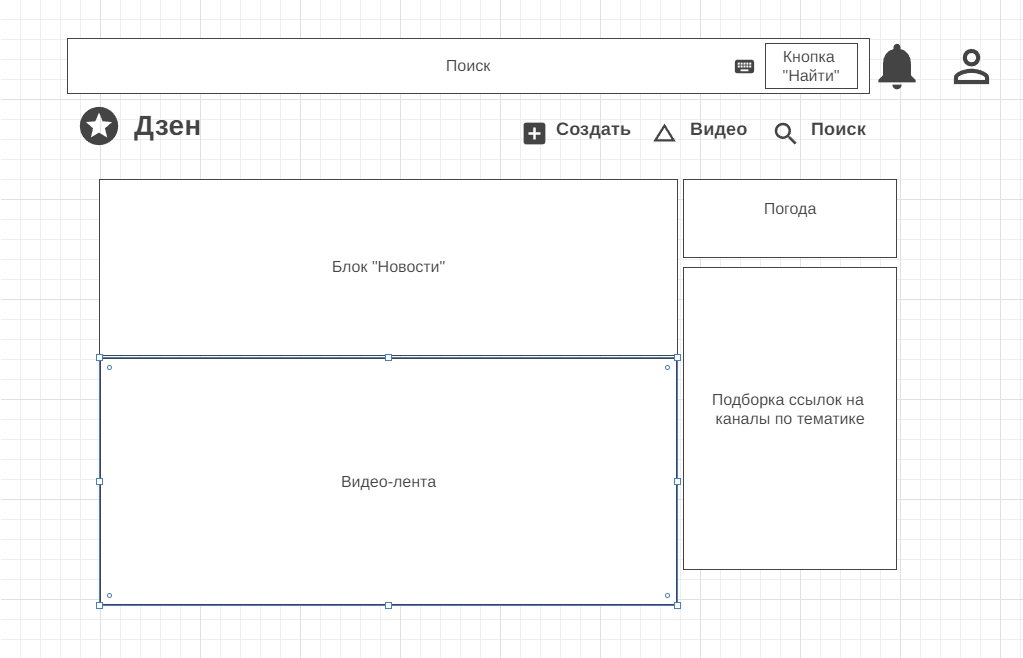 Поиск
Кнопка
"Найти"
Дзен
Создать
Видео
Поиск
Блок "Новости"
Погода
Подборка ссылок на
каналы по тематике
Видео-лента